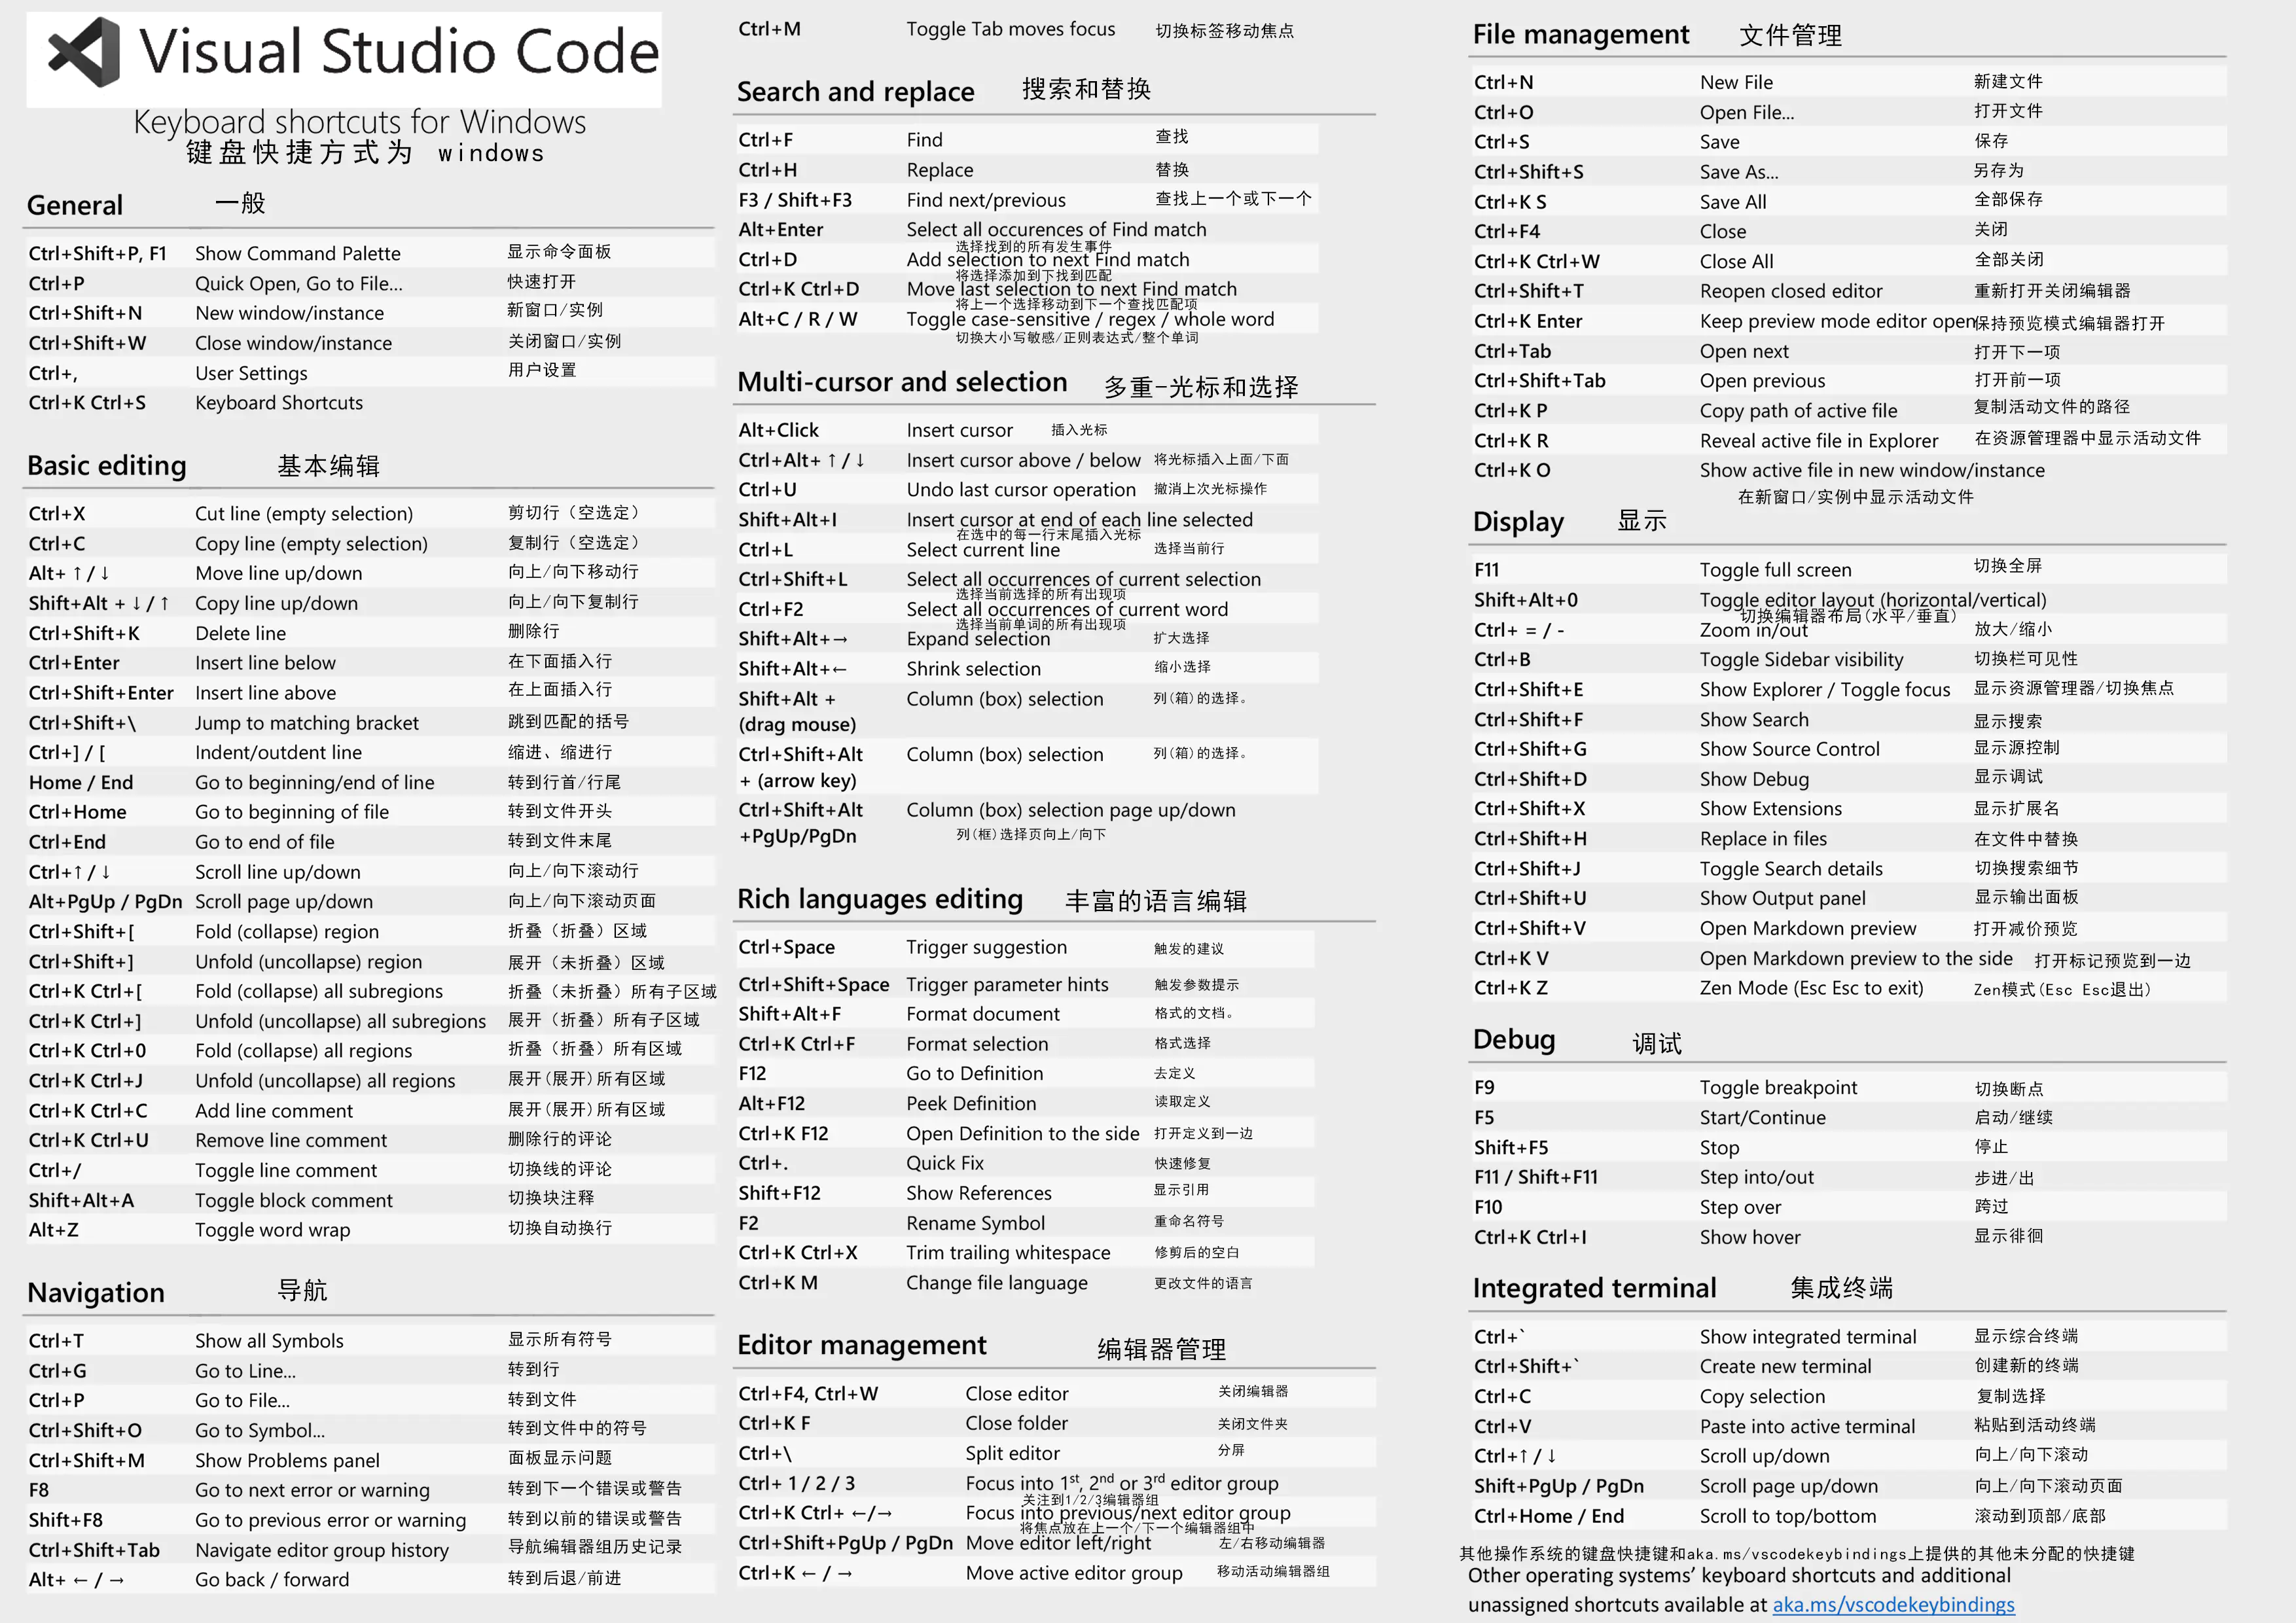 Visual Studio Code
Keyboard shortcuts for Windows
键盘快捷方式为 windows
General 一般
Ctrl+Shift+P, F1 Show Command Palette 显示命令面板
Ctrl+P Quick Open, Go to File... 快速打开
Ctrl+Shift+N New window/instance 新窗口/实例
Ctrl+Shift+W Close window/instance 关闭窗口/实例
Ctrl+, User Settings 用户设置
Ctrl+K Ctrl+S Keyboard Shortcuts
Basic editing 基本编辑
Ctrl+X Cut line (empty selection) 剪切行（空选定）
Ctrl+C Copy line (empty selection) 复制行（空选定）
Alt+ ↑ / ↓ Move line up/down 向上/向下移动行
Shift+Alt + ↓ / ↑ Copy line up/down 向上/向下复制行
Ctrl+Shift+K Delete line 删除行
Ctrl+Enter Insert line below 在下面插入行
Ctrl+Shift+Enter Insert line above 在上面插入行
Ctrl+Shift+\ Jump to matching bracket 跳到匹配的括号
Ctrl+] / [ Indent/outdent line 缩进、缩进行
Home / End Go to beginning/end of line 转到行首/行尾
Ctrl+Home Go to beginning of file 转到文件开头
Ctrl+End Go to end of file 转到文件末尾
Ctrl+↑ / ↓ Scroll line up/down 向上/向下滚动行
Alt+PgUp / PgDn Scroll page up/down 向上/向下滚动页面
Ctrl+Shift+[ Fold (collapse) region 折叠（折叠）区域
Ctrl+Shift+] Unfold (uncollapse) region 展开（未折叠）区域
Ctrl+K Ctrl+[ Fold (collapse) all subregions 折叠（未折叠）所有子区域
Ctrl+K Ctrl+] Unfold (uncollapse) all subregions 展开（折叠）所有子区域
Ctrl+K Ctrl+0 Fold (collapse) all regions 折叠（折叠）所有区域
Ctrl+K Ctrl+J Unfold (uncollapse) all regions 展开(展开)所有区域
Ctrl+K Ctrl+C Add line comment 展开(展开)所有区域
Ctrl+K Ctrl+U Remove line comment 删除行的评论
Ctrl+/ Toggle line comment 切换线的评论
Shift+Alt+A Toggle block comment 切换块注释
Alt+Z Toggle word wrap 切换自动换行
Navigation 导航
Ctrl+T Show all Symbols 显示所有符号
Ctrl+G Go to Line... 转到行
Ctrl+P Go to File... 转到文件
Ctrl+Shift+O Go to Symbol... 转到文件中的符号
Ctrl+Shift+M Show Problems panel 面板显示问题
F8 Go to next error or warning 转到下一个错误或警告
Shift+F8 Go to previous error or warning 转到以前的错误或警告
Ctrl+Shift+Tab Navigate editor group history 导航编辑器组历史记录
Alt+ ← / → Go back / forward 转到后退/前进
Ctrl+M Toggle Tab moves focus 切换标签移动焦点
Search and replace 搜索和替换
Ctrl+F Find 查找
Ctrl+H Replace 替换
F3 / Shift+F3 Find next/previous 查找上一个或下一个
Alt+Enter Select all occurences of Find match
选择找到的所有发生事件
Ctrl+D Add selection to next Find match
将选择添加到下找到匹配
Ctrl+K Ctrl+D Move last selection to next Find match
将上一个选择移动到下一个查找匹配项
Alt+C / R / W Toggle case-sensitive / regex / whole word
切换大小写敏感/正则表达式/整个单词
Multi-cursor and selection 多重-光标和选择
Alt+Click Insert cursor 插入光标
Ctrl+Alt+ ↑ / ↓ Insert cursor above / below 将光标插入上面/下面
Ctrl+U Undo last cursor operation 撤消上次光标操作
Shift+Alt+I Insert cursor at end of each line selected
在选中的每一行末尾插入光标
Ctrl+L Select current line 选择当前行
Ctrl+Shift+L Select all occurrences of current selection
选择当前选择的所有出现项
Ctrl+F2 Select all occurrences of current word
选择当前单词的所有出现项
Shift+Alt+→ Expand selection 扩大选择
Shift+Alt+← Shrink selection 缩小选择
Shift+Alt + Column (box) selection 列(箱)的选择。
(drag mouse)
Ctrl+Shift+Alt Column (box) selection 列(箱)的选择。
+ (arrow key)
Ctrl+Shift+Alt Column (box) selection page up/down
+PgUp/PgDn 列(框)选择页向上/向下
Rich languages editing 丰富的语言编辑
Ctrl+Space Trigger suggestion 触发的建议
Ctrl+Shift+Space Trigger parameter hints 触发参数提示
Shift+Alt+F Format document 格式的文档。
Ctrl+K Ctrl+F Format selection 格式选择
F12 Go to Definition 去定义
Alt+F12 Peek Definition 读取定义
Ctrl+K F12 Open Definition to the side 打开定义到一边
Ctrl+. Quick Fix 快速修复
Shift+F12 Show References 显示引用
F2 Rename Symbol 重命名符号
Ctrl+K Ctrl+X Trim trailing whitespace 修剪后的空白
Ctrl+K M Change file language 更改文件的语言
Editor management 编辑器管理
Ctrl+F4, Ctrl+W Close editor 关闭编辑器
Ctrl+K F Close folder 关闭文件夹
Ctrl+\ Split editor 分屏
Ctrl+ 1 / 2 / 3 Focus into 1st, 2nd or 3rd editor group
关注到1/2/3编辑器组
Ctrl+K Ctrl+ ←/→ Focus into previous/next editor group
将焦点放在上一个/下一个编辑器组中
Ctrl+Shift+PgUp / PgDn Move editor left/right 左/右移动编辑器
Ctrl+K ← / → Move active editor group 移动活动编辑器组
File management 文件管理
Ctrl+N New File 新建文件
Ctrl+O Open File... 打开文件
Ctrl+S Save 保存
Ctrl+Shift+S Save As... 另存为
Ctrl+K S Save All 全部保存
Ctrl+F4 Close 关闭
Ctrl+K Ctrl+W Close All 全部关闭
Ctrl+Shift+T Reopen closed editor 重新打开关闭编辑器
Ctrl+K Enter Keep preview mode editor open 保持预览模式编辑器打开
Ctrl+Tab Open next 打开下一项
Ctrl+Shift+Tab Open previous 打开前一项
Ctrl+K P Copy path of active file 复制活动文件的路径
Ctrl+K R Reveal active file in Explorer 在资源管理器中显示活动文件
Ctrl+K O Show active file in new window/instance
在新窗口/实例中显示活动文件
Display 显示
F11 Toggle full screen 切换全屏
Shift+Alt+0 Toggle editor layout (horizontal/vertical)
切换编辑器布局(水平/垂直)
Ctrl+ = / - Zoom in/out 放大/缩小
Ctrl+B Toggle Sidebar visibility 切换栏可见性
Ctrl+Shift+E Show Explorer / Toggle focus 显示资源管理器/切换焦点
Ctrl+Shift+F Show Search 显示搜索
Ctrl+Shift+G Show Source Control 显示源控制
Ctrl+Shift+D Show Debug 显示调试
Ctrl+Shift+X Show Extensions 显示扩展名
Ctrl+Shift+H Replace in files 在文件中替换
Ctrl+Shift+J Toggle Search details 切换搜索细节
Ctrl+Shift+U Show Output panel 显示输出面板
Ctrl+Shift+V Open Markdown preview 打开减价预览
Ctrl+K V Open Markdown preview to the side 打开标记预览到一边
Ctrl+K Z Zen Mode (Esc Esc to exit) Zen模式(Esc Esc退出)
Debug 调试
F9 Toggle breakpoint 切换断点
F5 Start/Continue 启动/继续
Shift+F5 Stop 停止
F11 / Shift+F11 Step into/out 步进/出
F10 Step over 跨过
Ctrl+K Ctrl+I Show hover 显示徘徊
Integrated terminal 集成终端
Ctrl+` Show integrated terminal 显示综合终端
Ctrl+Shift+` Create new terminal 创建新的终端
Ctrl+C Copy selection 复制选择
Ctrl+V Paste into active terminal 粘贴到活动终端
Ctrl+↑ / ↓ Scroll up/down 向上/向下滚动
Shift+PgUp / PgDn Scroll page up/down 向上/向下滚动页面
Ctrl+Home / End Scroll to top/bottom 滚动到顶部/底部
其他操作系统的键盘快捷键和aka.ms/vscodekeybindings上提供的其他未分配的快捷键
Other operating systems’ keyboard shortcuts and additional
unassigned shortcuts available at aka.ms/vscodekeybindings